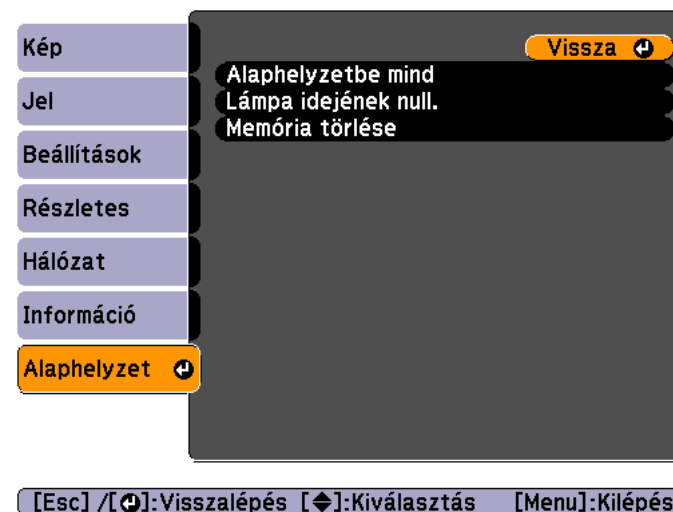 Kép
Jel
Beállítások
Részletes
Hálózat
Információ
Alaphelyzet
Vissza
Alaphelyzetbe mind
Lámpa idejének null.
Memória törlése
[Esc] /[⏎]:Visszalépés [◆]:Kiválasztás [Menu]:Kilépés